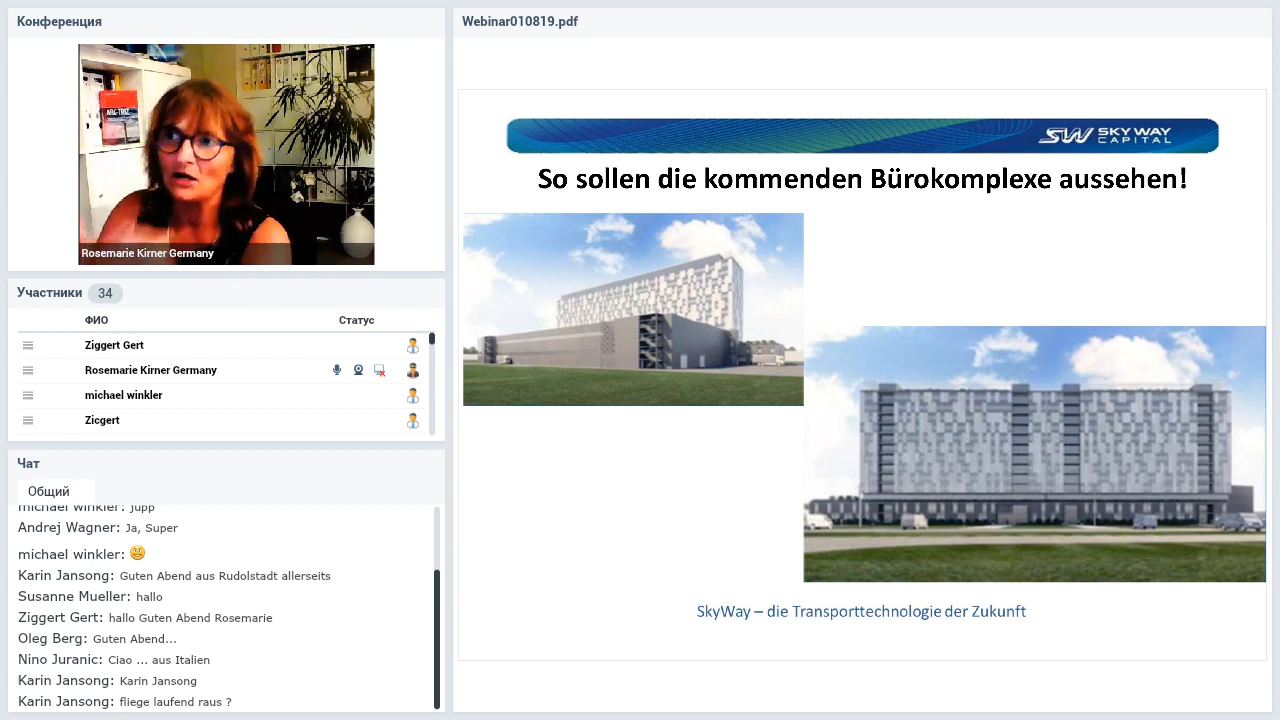 Конференция
Rosemarie Kirner Germany
Участники 34
ФИО Статус
Ziggert Gert
Rosemarie Kirner Germany
michael winkler
Zicgert
Чат
Общий
michael winkler: jupp
Andrej Wagner: Ja, Super
michael winkler:
Karin Jansong: Guten Abend aus Rudolstadt allerseits
Susanne Mueller: hallo
Ziggert Gert: hallo Guten Abend Rosemarie
Oleg Berg: Guten Abend...
Nino Juranic: Ciao ... aus Italien
Karin Jansong: Karin Jansong
Karin Jansong: fliege laufend raus ?
Webinar010819.pdf
SW SKY WAY
CAPITAL
So sollen die kommenden Bürokomplexe aussehen!
SkyWay – die Transporttechnologie der Zukunft